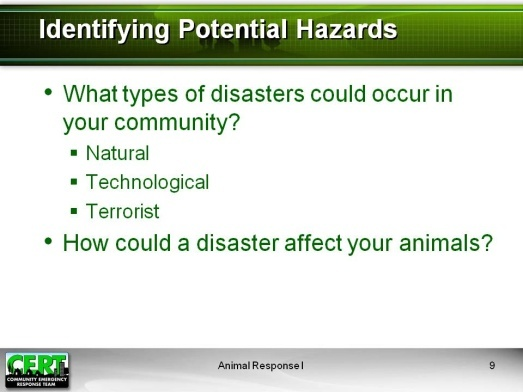 Identifying Potential Hazards
• What types of disasters could occur in
your community?
▪ Natural
▪ Technological
▪ Terrorist
• How could a disaster affect your animals?
CERT
COMMUNITY EMERGENCY
RESPONSE TEAM
Animal Response I
9